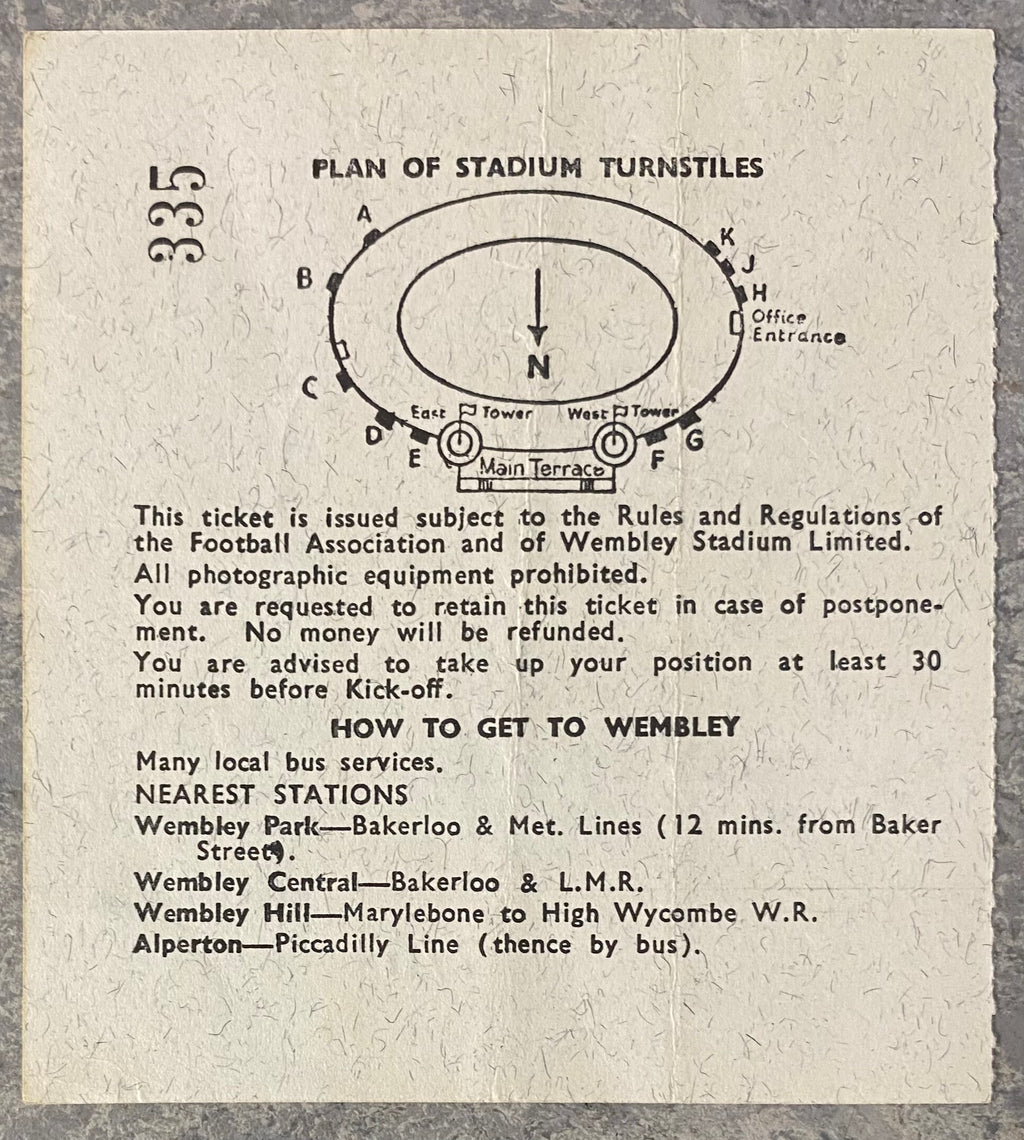 335
PLAN OF STADIUM TURNSTILES
A
K
B
J
H
Office
Entrance
N
C
East Tower
West Tower
D
G
E
F
Main Terrace
This ticket is issued subject to the Rules and Regulations of
the Football Association and of Wembley Stadium Limited.
All photographic equipment prohibited.
You are requested to retain this ticket in case of postpone-
ment. No money will be refunded.
You are advised to take up your position at least 30
minutes before Kick-off.
HOW TO GET TO WEMBLEY
Many local bus services.
NEAREST STATIONS
Wembley Park—Bakerloo & Met. Lines (12 mins. from Baker
Street).
Wembley Central—Bakerloo & L.M.R.
Wembley Hill—Marylebone to High Wycombe W.R.
Alperton—Piccadilly Line (thence by bus).